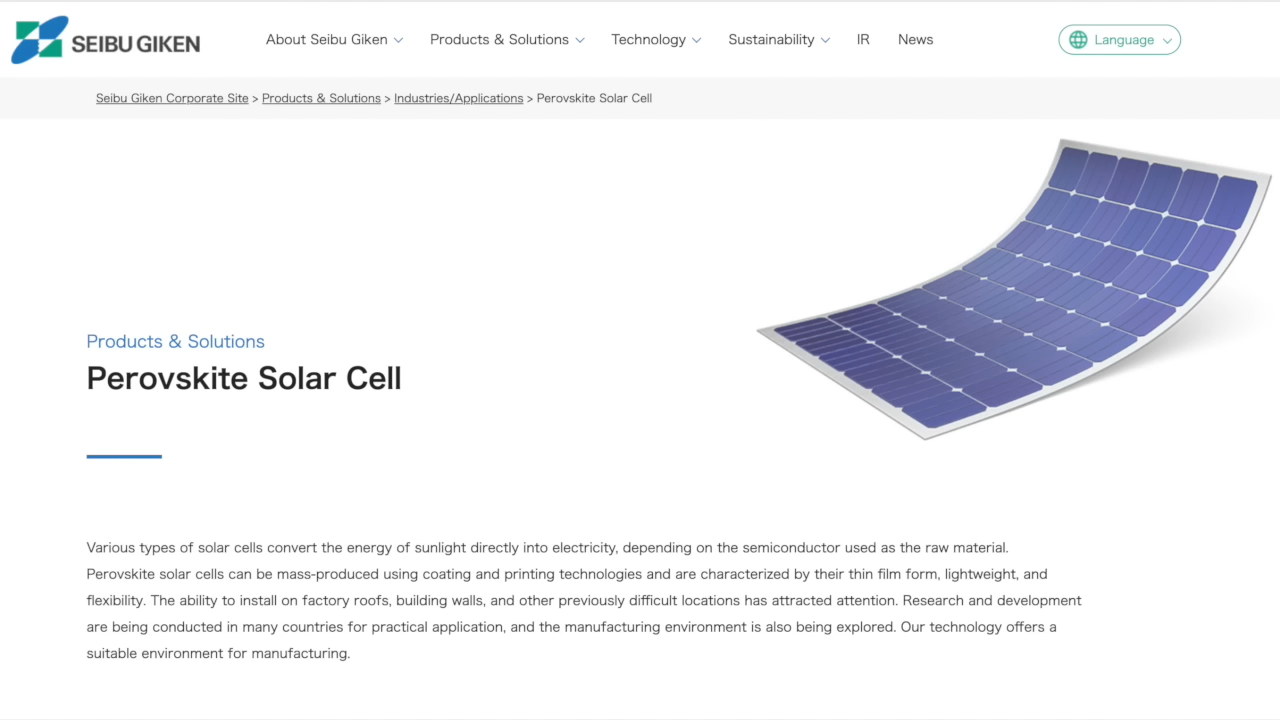 SEIBU GIKEN
About Seibu Giken Products & Solutions Technology Sustainability IR News Language
Seibu Giken Corporate Site > Products & Solutions > Industries/Applications > Perovskite Solar Cell
Products & Solutions
Perovskite Solar Cell
Various types of solar cells convert the energy of sunlight directly into electricity, depending on the semiconductor used as the raw material.
Perovskite solar cells can be mass-produced using coating and printing technologies and are characterized by their thin film form, lightweight, and
flexibility. The ability to install on factory roofs, building walls, and other previously difficult locations has attracted attention. Research and development
are being conducted in many countries for practical application, and the manufacturing environment is also being explored. Our technology offers a
suitable environment for manufacturing.